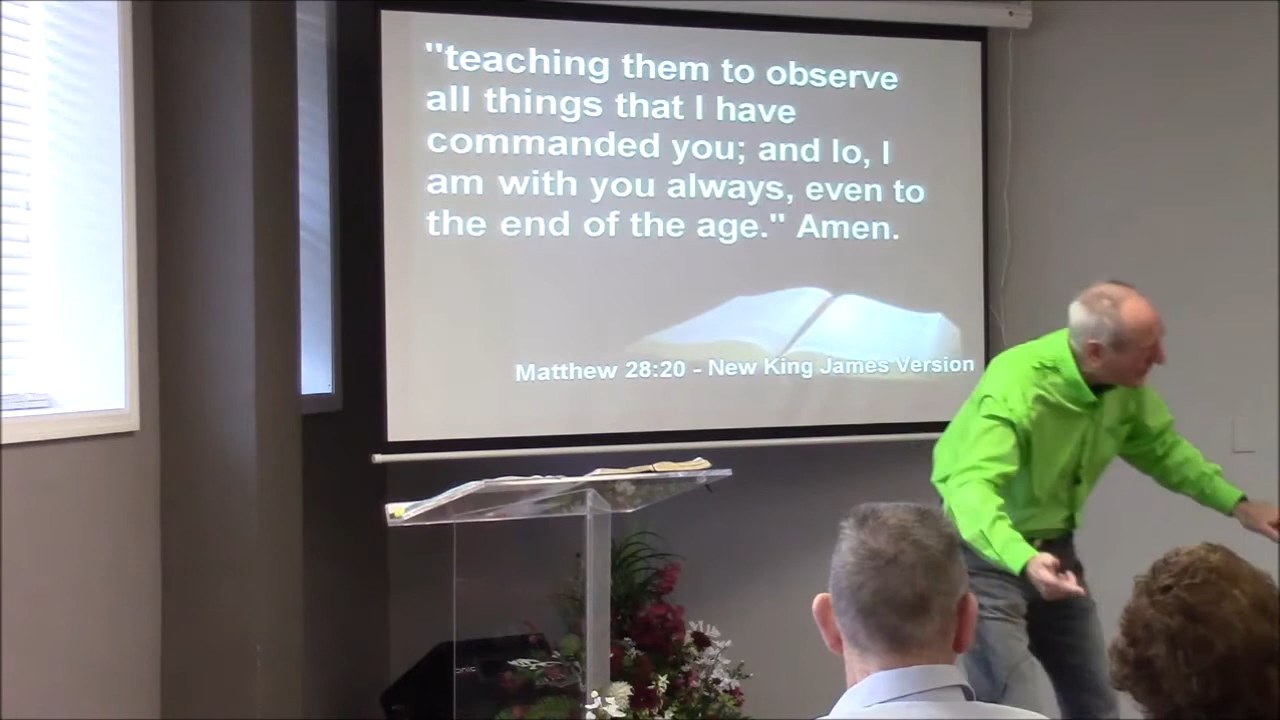 "teaching them to observe
all things that I have
commanded you; and lo, I
am with you always, even to
the end of the age." Amen.
Matthew 28:20 - New King James Version